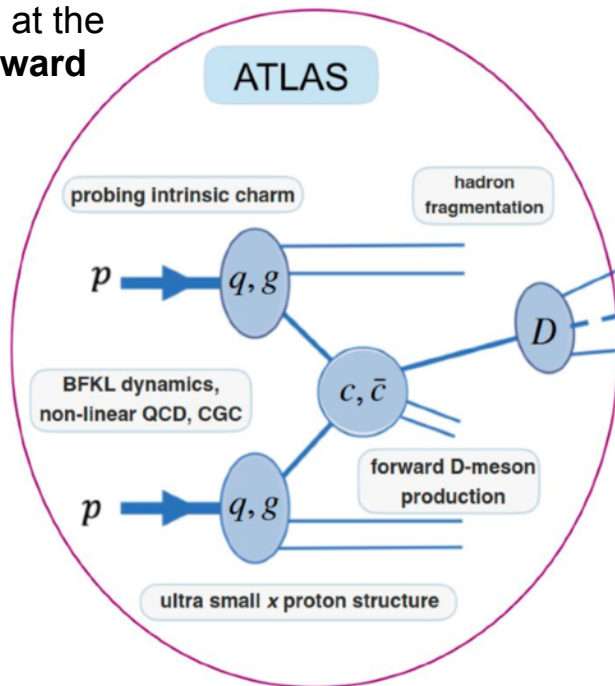 at the
ward
ATLAS
probing intrinsic charm
hadron
fragmentation
p
q, g
D
BFKL dynamics,
non-linear QCD, CGC
c, c̄
forward D-meson
production
p
q, g
ultra small x proton structure